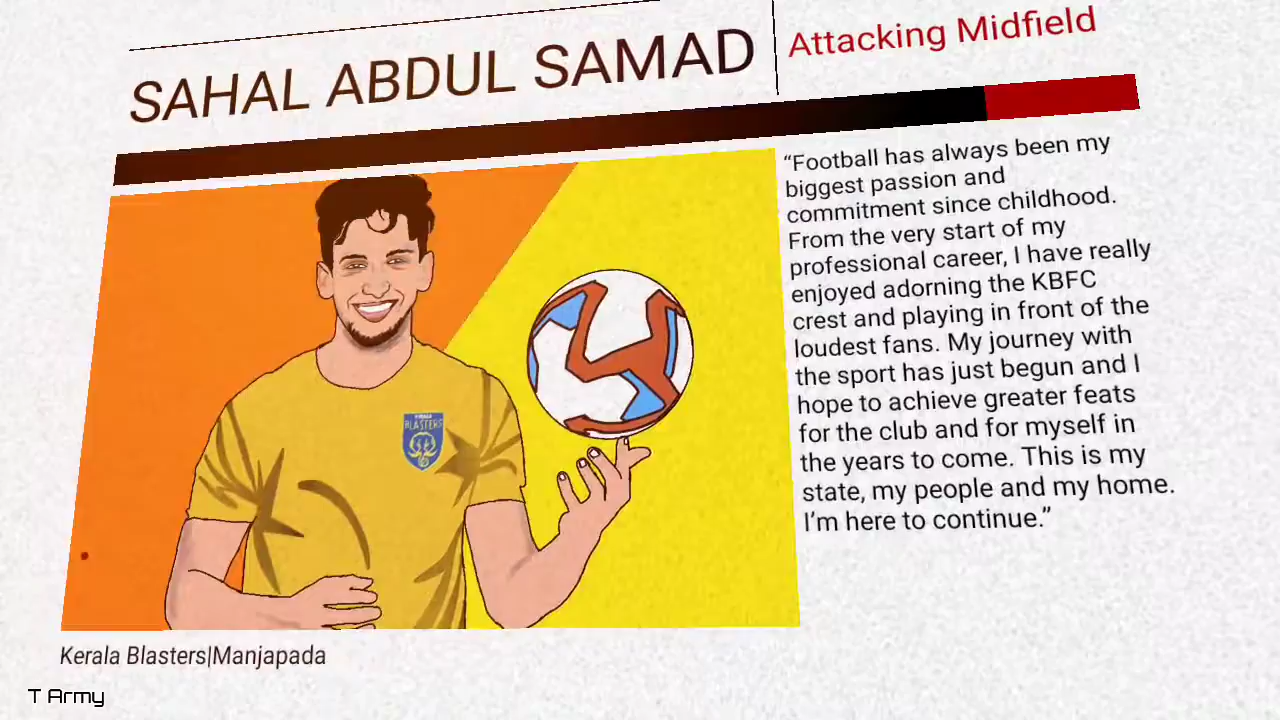 SAHAL ABDUL SAMAD
Attacking Midfield
“Football has always been my
biggest passion and
commitment since childhood.
From the very start of my
professional career, I have really
enjoyed adorning the KBFC
crest and playing in front of the
loudest fans. My journey with
the sport has just begun and I
hope to achieve greater feats
for the club and for myself in
the years to come. This is my
state, my people and my home.
I’m here to continue.”
KERALA
BLASTERS
Kerala Blasters|Manjapada
T Army